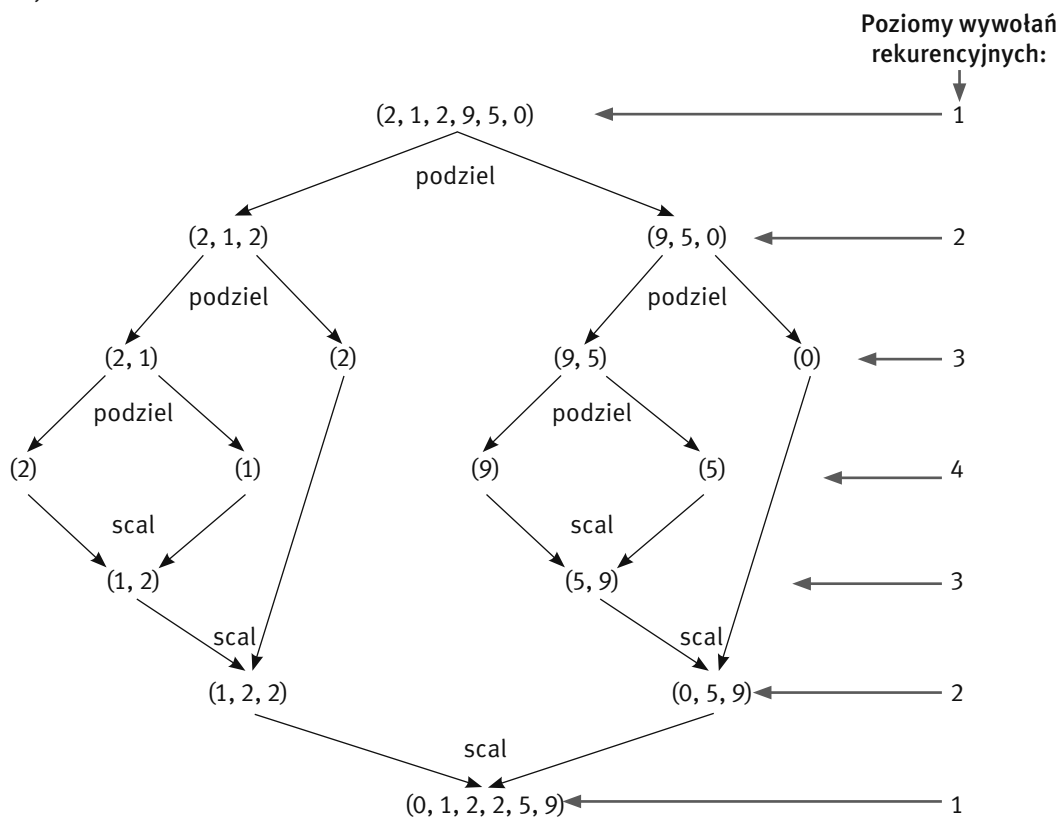 Poziomy wywołań
rekurencyjnych:
(2, 1, 2, 9, 5, 0) 1
podziel
(2, 1, 2) (9, 5, 0) 2
podziel podziel
(2, 1) (2) (9, 5) (0) 3
podziel podziel
(2) (1) (9) (5) 4
scal scal
(1, 2) (5, 9) 3
scal scal
(1, 2, 2) (0, 5, 9) 2
scal
(0, 1, 2, 2, 5, 9) 1